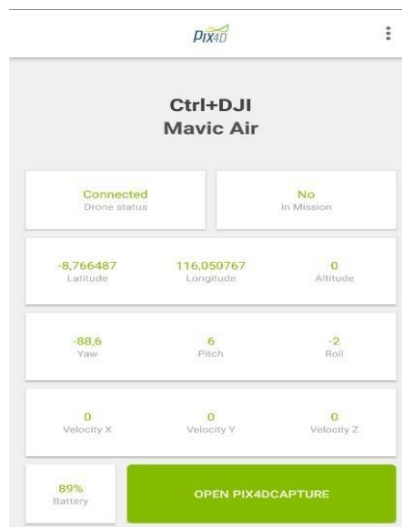 PIX4D
Ctrl+DJI
Mavic Air
Connected No
Drone status In Mission
-8,766487 116,050767 0
Latitude Longitude Altitude
-88,6 6 -2
Yaw Pitch Roll
0 0 0
Velocity X Velocity Y Velocity Z
89%
Battery
OPEN PIX4DCAPTURE